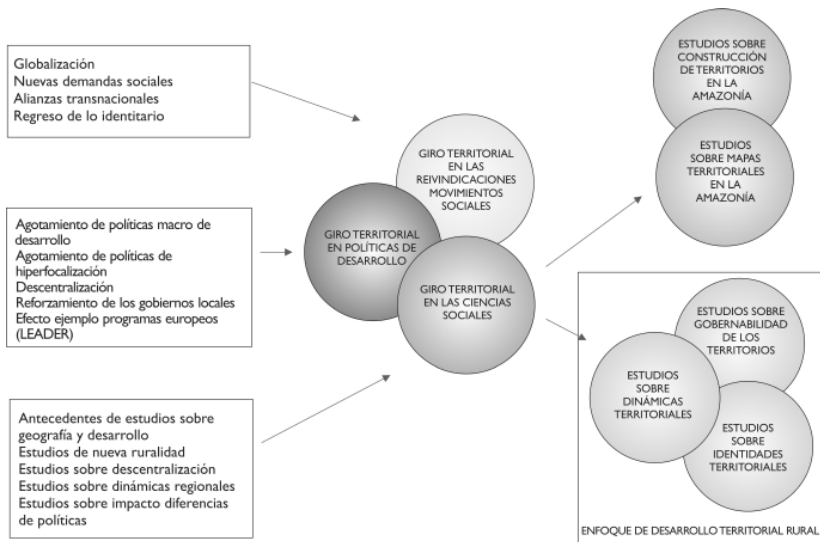 Globalización
Nuevas demandas sociales
Alianzas transnacionales
Regreso de lo identitario
Agotamiento de políticas macro de
desarrollo
Agotamiento de políticas de
hiperfocalización
Descentralización
Reforzamiento de los gobiernos locales
Efecto ejemplo programas europeos
(LEADER)
Antecedentes de estudios sobre
geografía y desarrollo
Estudios de nueva ruralidad
Estudios sobre descentralización
Estudios sobre dinámicas regionales
Estudios sobre impacto diferencias
de políticas
GIRO TERRITORIAL
EN LAS
REIVINDICACIONES
MOVIMIENTOS
SOCIALES
GIRO TERRITORIAL
EN POLÍTICAS DE
DESARROLLO
GIRO TERRITORIAL
EN LAS CIENCIAS
SOCIALES
ESTUDIOS SOBRE
CONSTRUCCIÓN
DE TERRITORIOS
EN LA
AMAZONÍA
ESTUDIOS
SOBRE MAPAS
TERRITORIALES
EN LA
AMAZONÍA
ESTUDIOS SOBRE
GOBERNABILIDAD
DE LOS
TERRITORIOS
ESTUDIOS
SOBRE
DINÁMICAS
TERRITORIALES
ESTUDIOS
SOBRE
IDENTIDADES
TERRITORIALES
ENFOQUE DE DESARROLLO TERRITORIAL RURAL